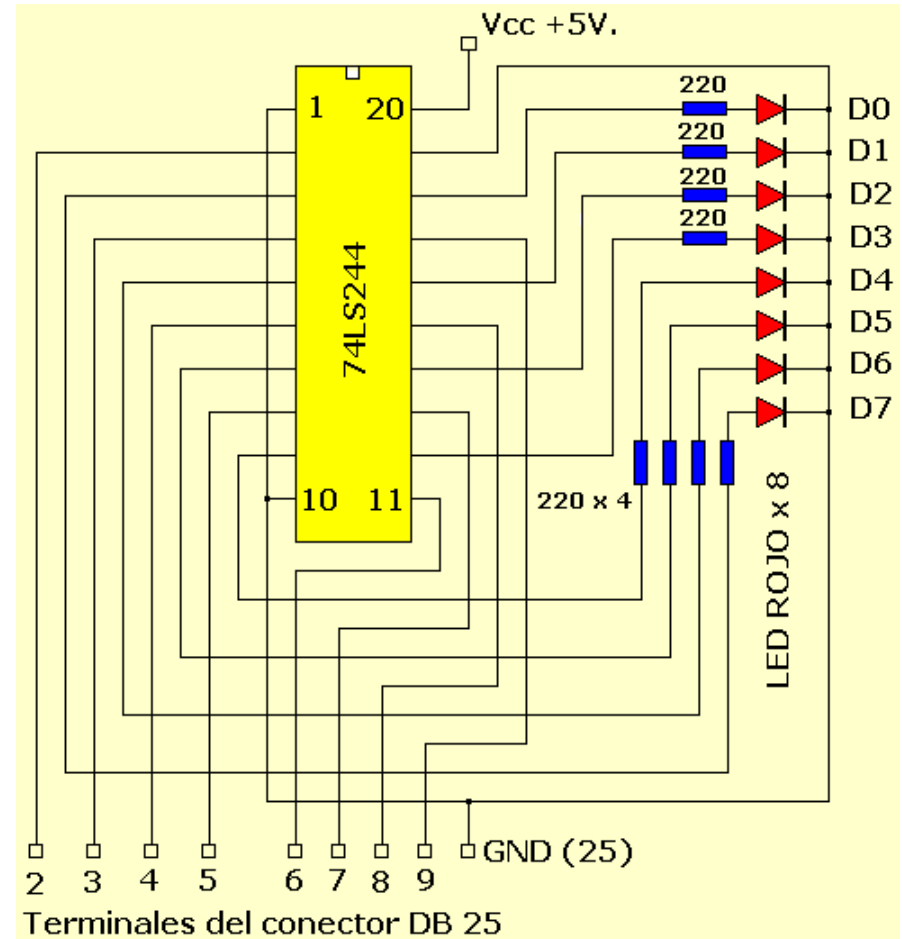 Vcc +5V.
220
1 20 D0
220
D1
220
D2
220
D3
74LS244
D4
D5
D6
D7
10 11
220 x 4
LED ROJO x 8
GND (25)
2 3 4 5 6 7 8 9
Terminales del conector DB 25